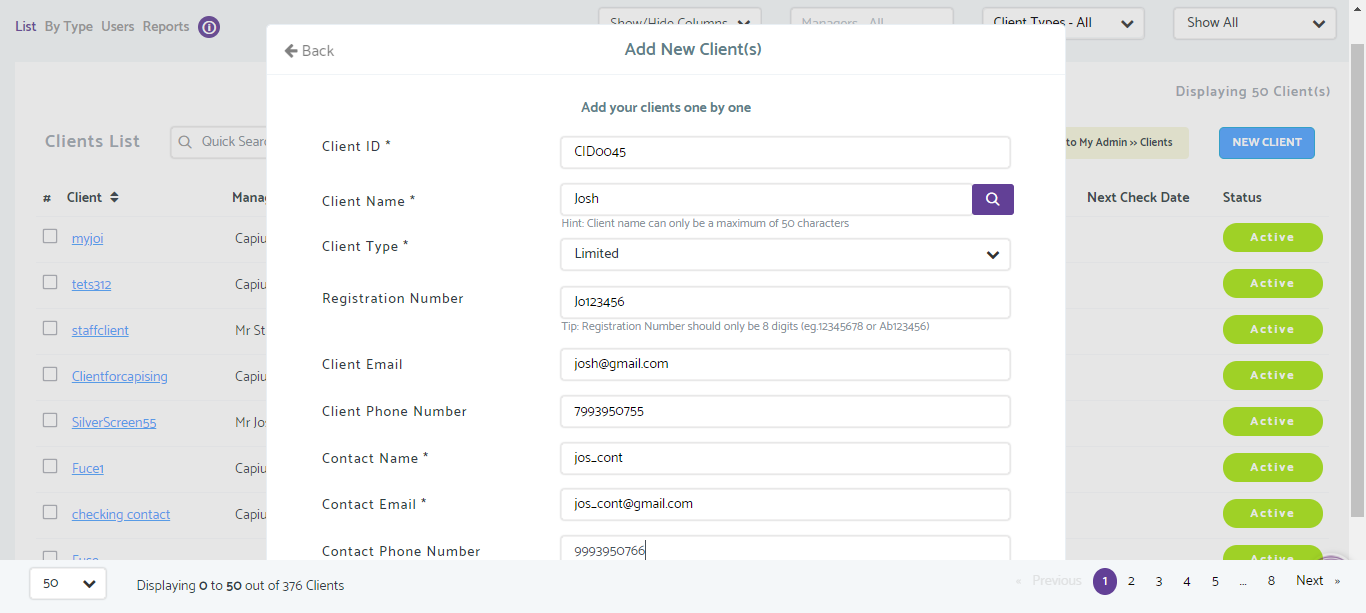 List By Type Users Reports
Show/Hide Columns
Managers - All
Client Types - All
Show All
Back
Add New Client(s)
Displaying 50 Client(s)
Add your clients one by one
Clients List
Quick Sear
to My Admin » Clients
NEW CLIENT
Client ID *
CID0045
Client Name *
Josh
Hint: Client name can only be a maximum of 50 characters
Client Type *
Limited
Registration Number
Jo123456
Tip: Registration Number should only be 8 digits (eg.12345678 or Ab123456)
Client Email
josh@gmail.com
Client Phone Number
7993950755
Contact Name *
jos_cont
Contact Email *
jos_cont@gmail.com
Contact Phone Number
9993950766
# Client Mana Next Check Date Status
myjoi Capiu Active
tets312 Capiu Active
staffclient Mr St Active
Clientforcapising Capiu Active
SilverScreen55 Mr Jo Active
Fuce1 Capiu Active
checking contact Capiu Active
Fuse Active
50
Displaying 0 to 50 out of 376 Clients
« Previous 1 2 3 4 5 ... 8 Next »